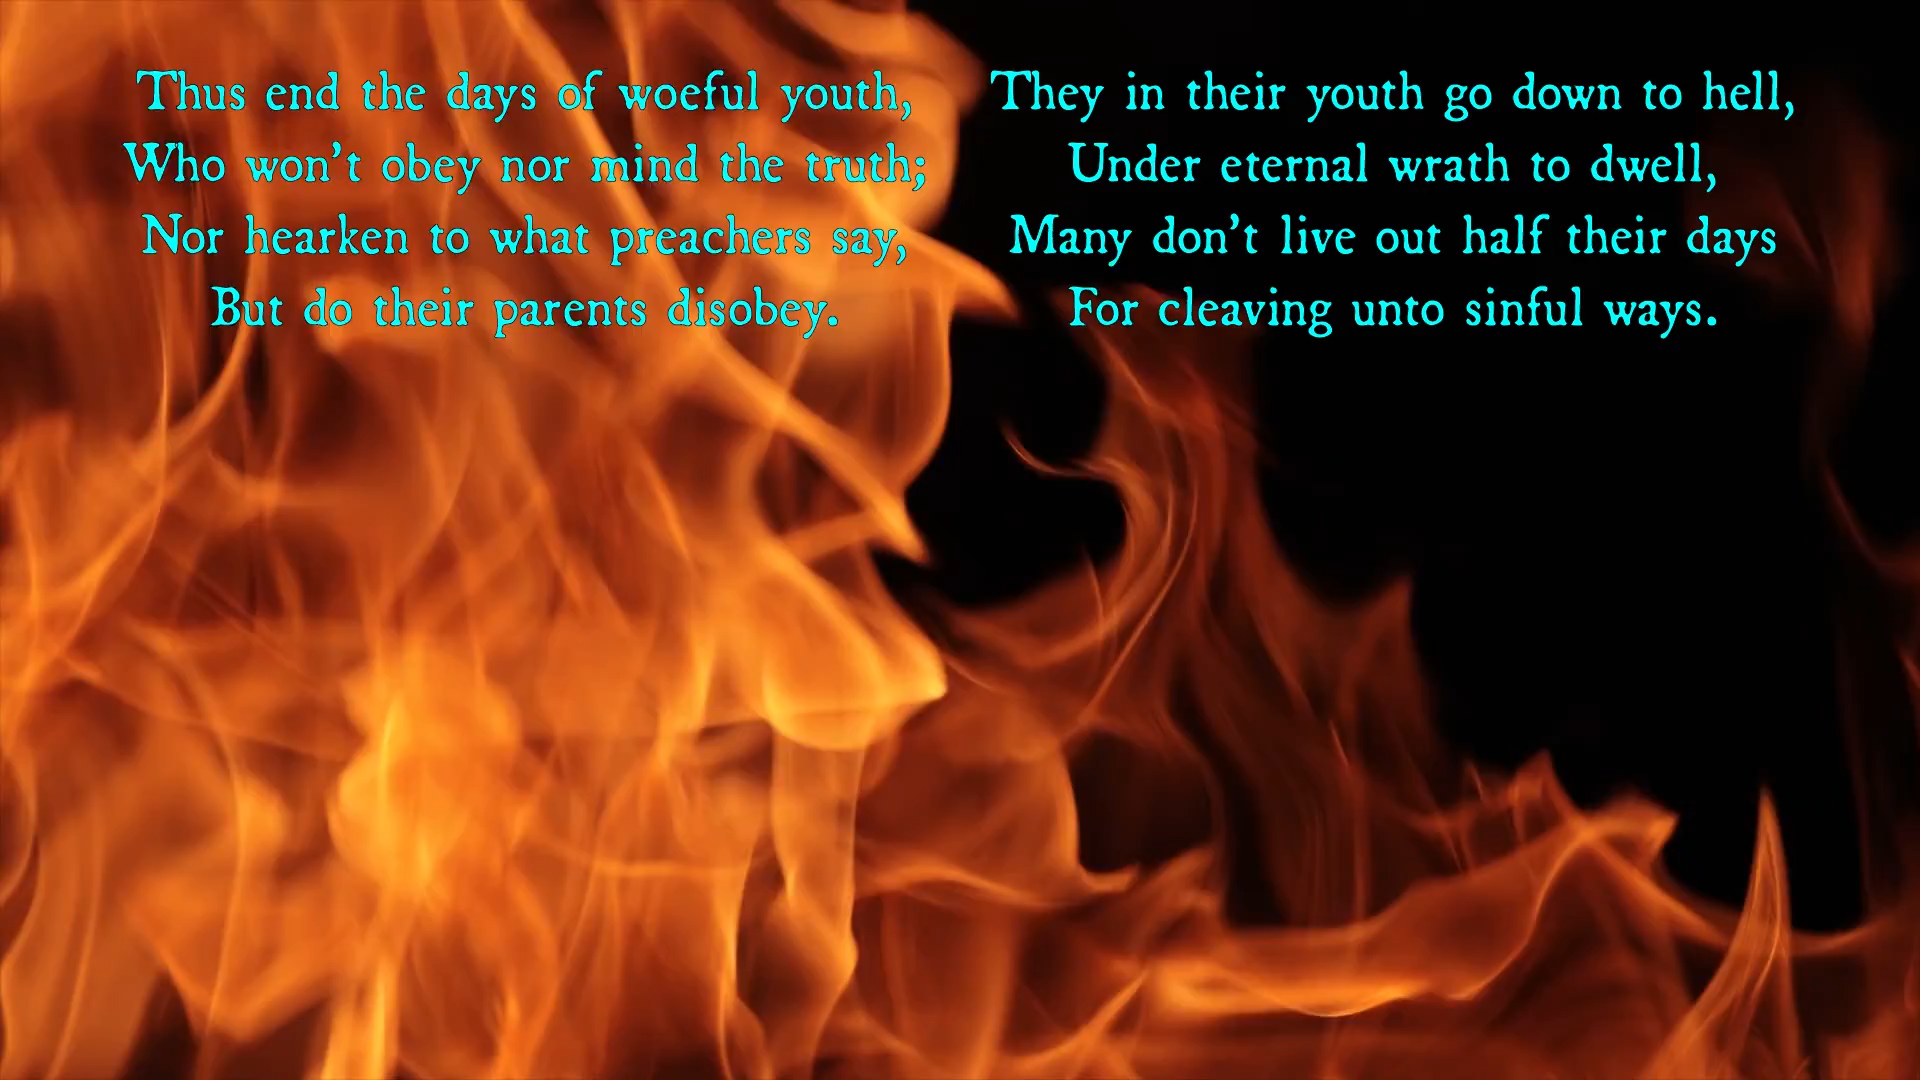 Thus end the days of woeful youth,
Who won't obey nor mind the truth;
Nor hearken to what preachers say,
But do their parents disobey.
They in their youth go down to hell,
Under eternal wrath to dwell,
Many don't live out half their days
For cleaving unto sinful ways.